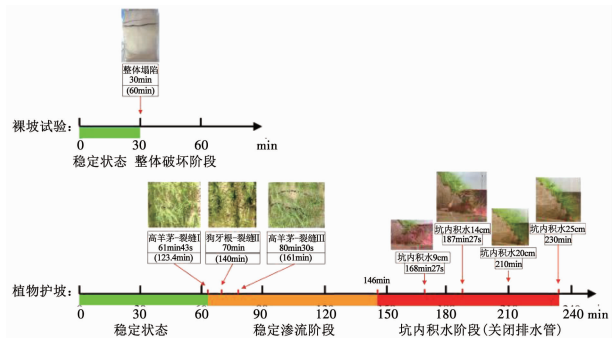 整体塌陷
30min
(60min)
裸坡试验:
0 30 60 min
稳定状态 整体破坏阶段
高羊茅-裂缝I
61min43s
(123.4min)
狗牙根-裂缝II
70min
(140min)
高羊茅-裂缝III
80min30s
(161min)
坑内积水9cm
168min27s
坑内积水14cm
187min27s
坑内积水20cm
210min
坑内积水25cm
230min
146min
植物护坡:
0 30 60 90 120 150 180 210 240 min
稳定状态 稳定渗流阶段 坑内积水阶段(关闭排水管)